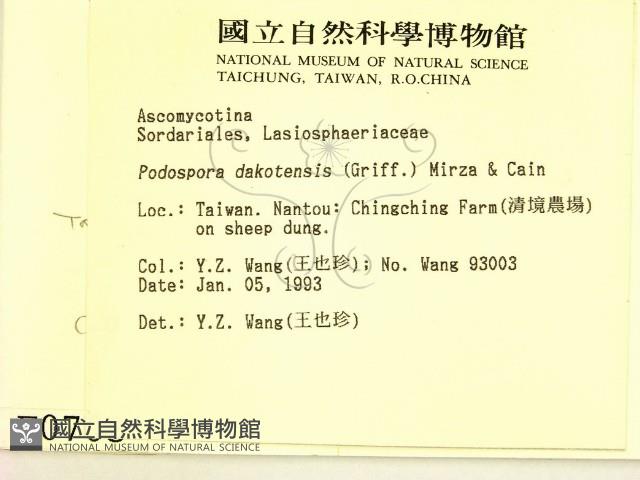 國立自然科學博物館
NATIONAL MUSEUM OF NATURAL SCIENCE
TAICHUNG, TAIWAN, R.O.CHINA
Ascomycotina
Sordariales, Lasiosphaeriaceae
Podospora dakotensis (Griff.) Mirza & Cain
Loc.: Taiwan. Nantou: Chingching Farm(清境農場)
on sheep dung.
Col.: Y.Z. Wang(王也珍); No. Wang 93003
Date: Jan. 05, 1993
Det.: Y.Z. Wang(王也珍)
國立自然科學博物館
NATIONAL MUSEUM OF NATURAL SCIENCE